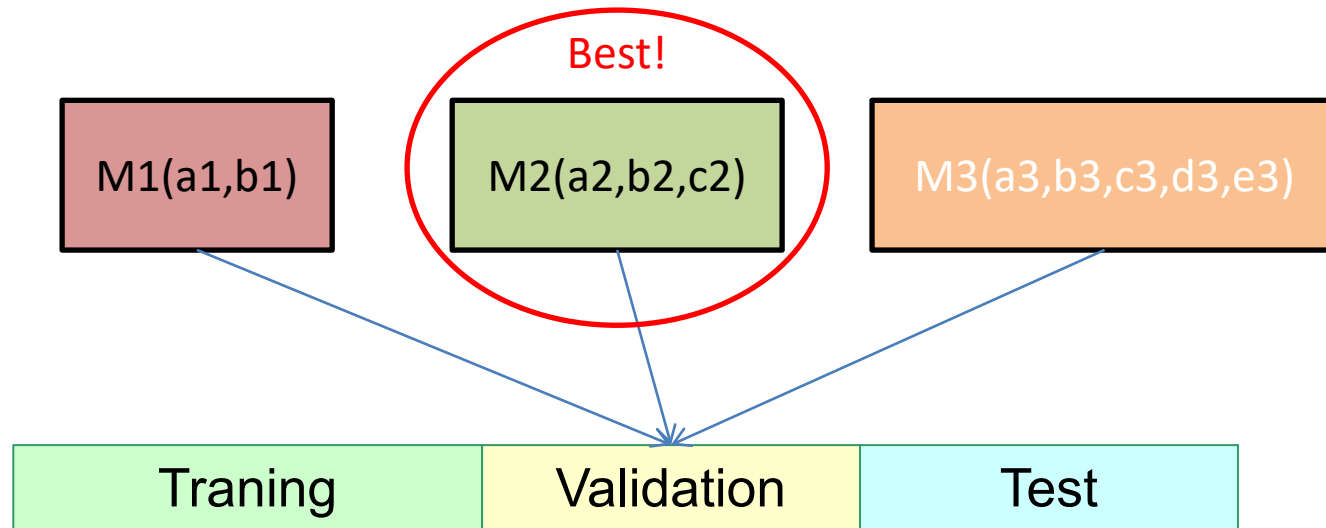 Best!
M1(a1,b1)
M2(a2,b2,c2)
M3(a3,b3,c3,d3,e3)
Traning
Validation
Test